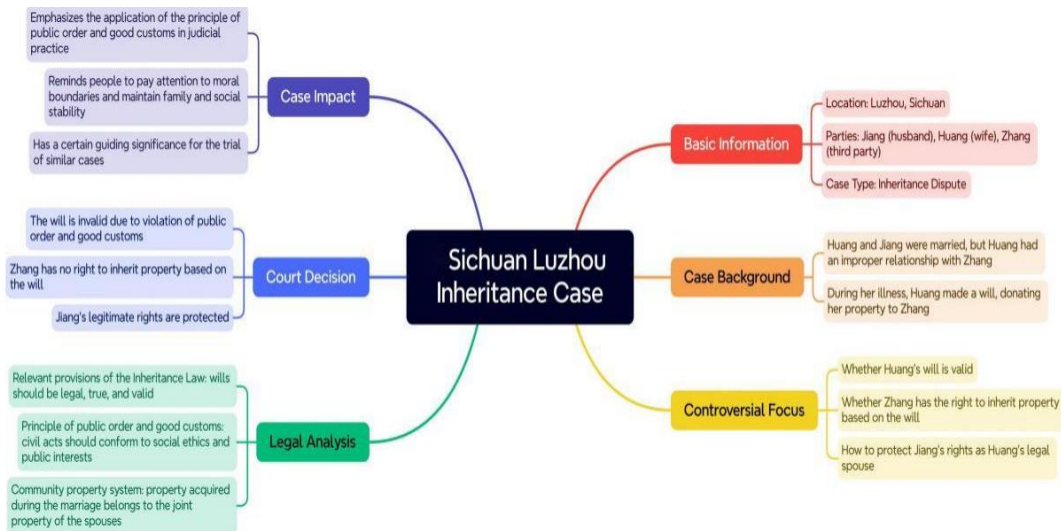 Sichuan Luzhou
Inheritance Case
Case Impact
Emphasizes the application of the principle of
public order and good customs in judicial
practice
Reminds people to pay attention to moral
boundaries and maintain family and social
stability
Has a certain guiding significance for the trial
of similar cases
Court Decision
The will is invalid due to violation of public
order and good customs
Zhang has no right to inherit property based on
the will
Jiang's legitimate rights are protected
Legal Analysis
Relevant provisions of the Inheritance Law: wills
should be legal, true, and valid
Principle of public order and good customs:
civil acts should conform to social ethics and
public interests
Community property system: property acquired
during the marriage belongs to the joint
property of the spouses
Basic Information
Location: Luzhou, Sichuan
Parties: Jiang (husband), Huang (wife), Zhang
(third party)
Case Type: Inheritance Dispute
Case Background
Huang and Jiang were married, but Huang had
an improper relationship with Zhang
During her illness, Huang made a will, donating
her property to Zhang
Controversial Focus
Whether Huang's will is valid
Whether Zhang has the right to inherit property
based on the will
How to protect Jiang's rights as Huang's legal
spouse